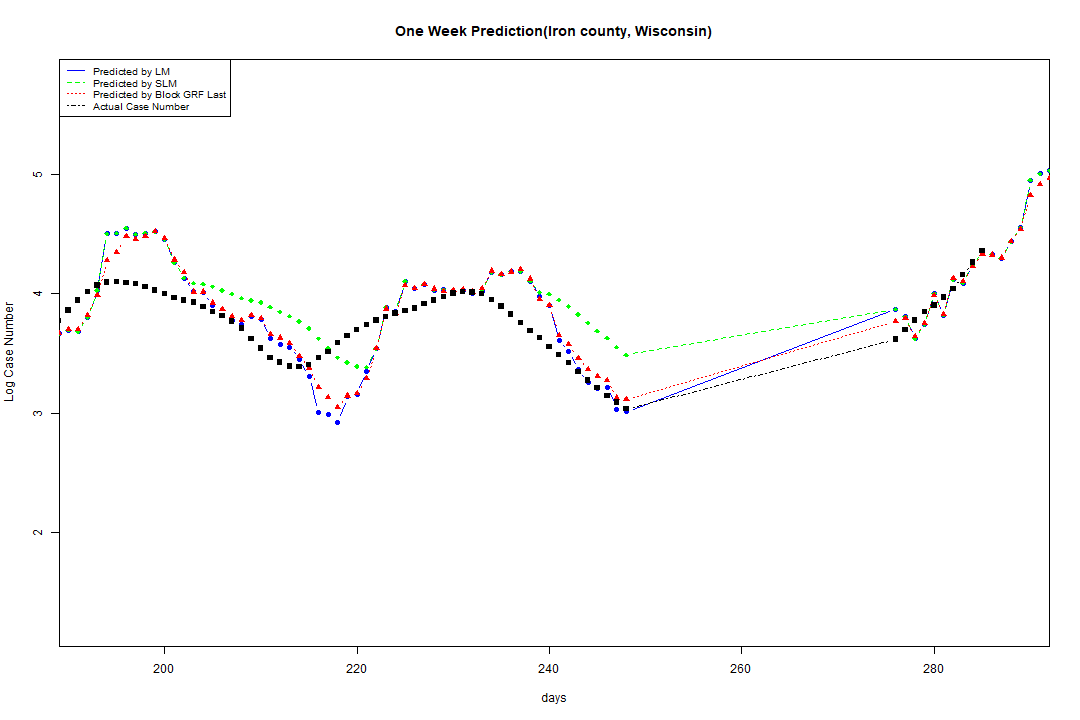 One Week Prediction(Iron county, Wisconsin)
Predicted by LM
Predicted by SLM
Predicted by Block GRF Last
Actual Case Number
5
4
3
2
Log Case Number
200 220 240 260 280
days